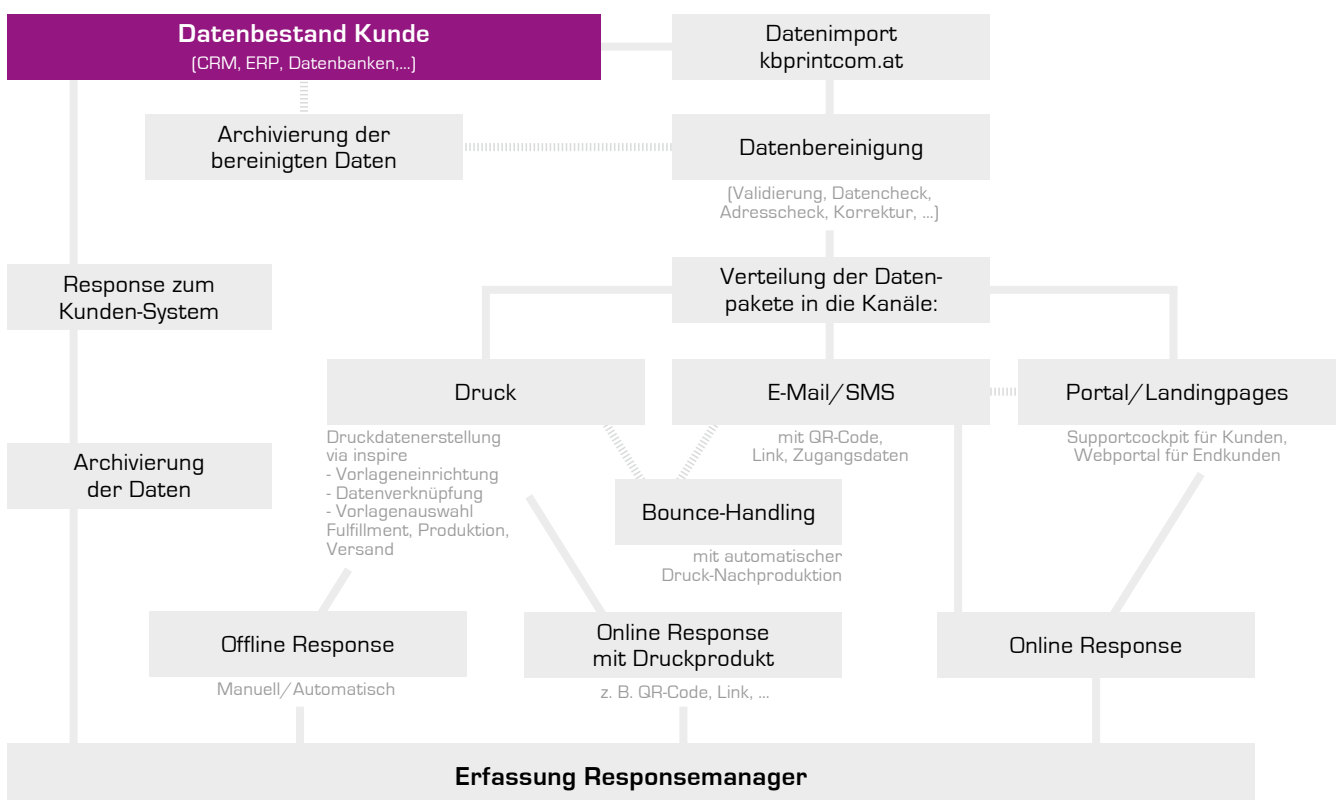 Datenbestand Kunde
(CRM, ERP, Datenbanken,...)
Datenimport
kbprintcom.at
Archivierung der
bereinigten Daten
Datenbereinigung
(Validierung, Datencheck,
Adresscheck, Korrektur, ...)
Response zum
Kunden-System
Verteilung der Daten-
pakete in die Kanäle:
Druck
E-Mail/SMS
Portal/Landingpages
Druckdatenerstellung
via inspire
- Vorlageneinrichtung
- Datenverknüpfung
- Vorlagenauswahl
Fulfillment, Produktion,
Versand
mit QR-Code,
Link, Zugangsdaten
Supportcockpit für Kunden,
Webportal für Endkunden
Archivierung
der Daten
Bounce-Handling
mit automatischer
Druck-Nachproduktion
Offline Response
Manuell/Automatisch
Online Response
mit Druckprodukt
z. B. QR-Code, Link, ...
Online Response
Erfassung Responsemanager